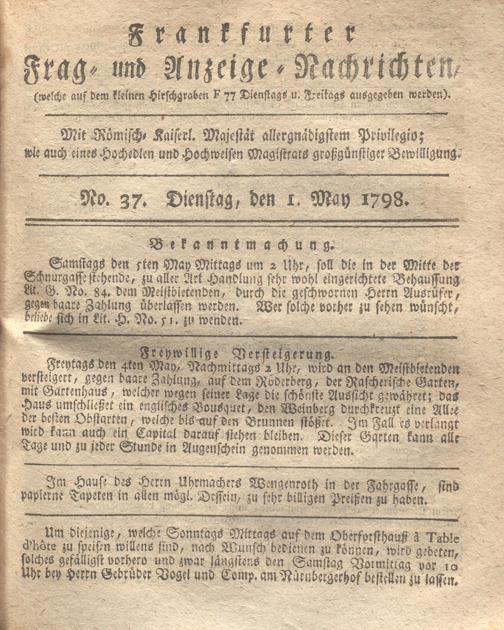 Frankfurter
Frag- und Anzeige-Nachrichten,
(welche auf dem kleinen Hirschgraben F 77 Dienstags u. Freitags ausgegeben werden).
Mit Römisch-Kaiserl. Majestät allergnädigstem Privilegio;
wie auch eines Hochedlen und Hochweisen Magistrats großgünstiger Bewilligung.
No. 37. Dienstag, den 1. May 1798.
Bekanntmachung.
Samstags den 5ten May Mittags um 2 Uhr, soll die in der Mitte der
Schnurgasse stehende, zu aller Art Handlung sehr wohl eingerichtete Behaussung
Lit. G. No. 84. dem Meistbietenden, durch die geschwornen Herrn Ausrüfer,
gegen baare Zahlung überlassen werden. Wer solche vorher zu sehen wünscht,
beliebe sich in Lit. H. No. 51. zu wenden.
Freywillige Versteigerung.
Freytags den 4ten May, Nachmittags 2 Uhr, wird an den Meistbietenden
versteigert, gegen baare Zahlung, auf dem Röderberg, der Rascherische Garten,
mit Gartenhaus, welcher wegen seiner Lage die schönste Aussicht gewähret; das
Haus umschließet ein englisches Bousquet, den Weinberg durchkreuzt eine Allee
der besten Obstarten, welche bis auf den Brunnen stößet. Im Fall es verlangt
wird kann auch ein Capital darauf stehen bleiben. Dieser Garten kann alle
Tage und zu jeder Stunde in Augenschein genommen werden.
Im Hause des Herrn Uhrmachers Wengenroth in der Fahrgasse, sind
papierne Tapeten in allen mögl. Dessein, zu sehr billigen Preißen zu haben.
Um diejenige, welche Sonntags Mittags auf dem Oberforsthauß à Table
d'hôte zu speisen willens sind, nach Wunsch bedienen zu können, wird gebeten,
solches gefälligst vorhero und zwar längstens den Samstag Vormittag vor 10
Uhr bey Herrn Gebrüder Vogel und Comp. am Nürnbergerhof bestellen zu lassen.